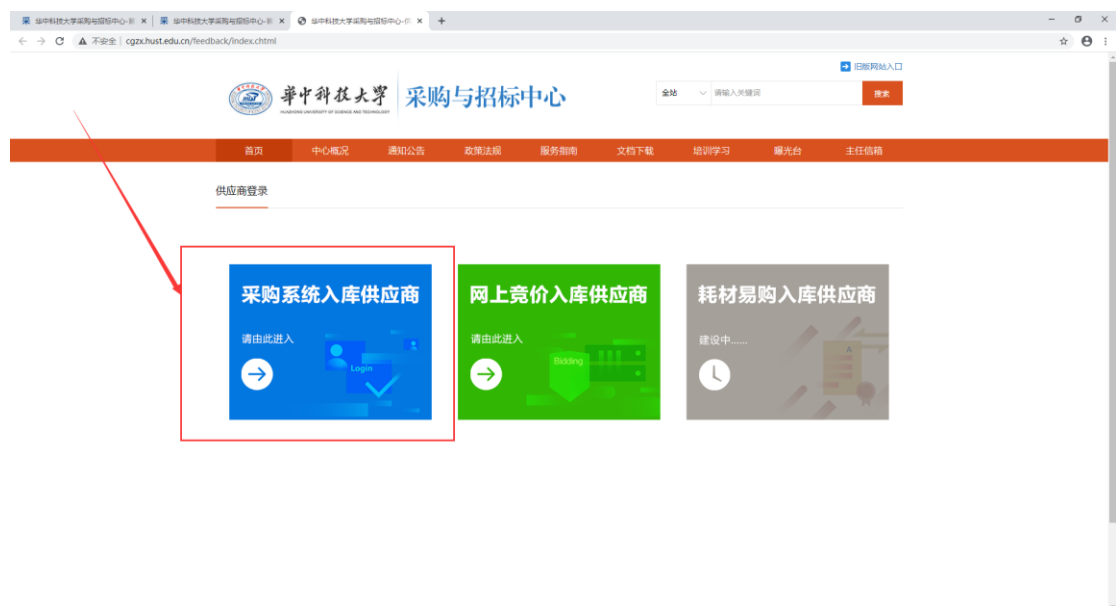 华中科技大学采购与招标中心-
华中科技大学采购与招标中心-
华中科技大学采购与招标中心-
不安全 | cgzx.hust.edu.cn/feedback/index.chtml
旧版网站入口
華中科技大学
HUAZHONG UNIVERSITY OF SCIENCE AND TECHNOLOGY
采购与招标中心
全站
请输入关键词
搜索
首页 中心概况 通知公告 政策法规 服务指南 文档下载 培训学习 曝光台 主任信箱
供应商登录
采购系统入库供应商
请由此进入
Login
网上竞价入库供应商
请由此进入
Bidding
耗材易购入库供应商
建设中......
A